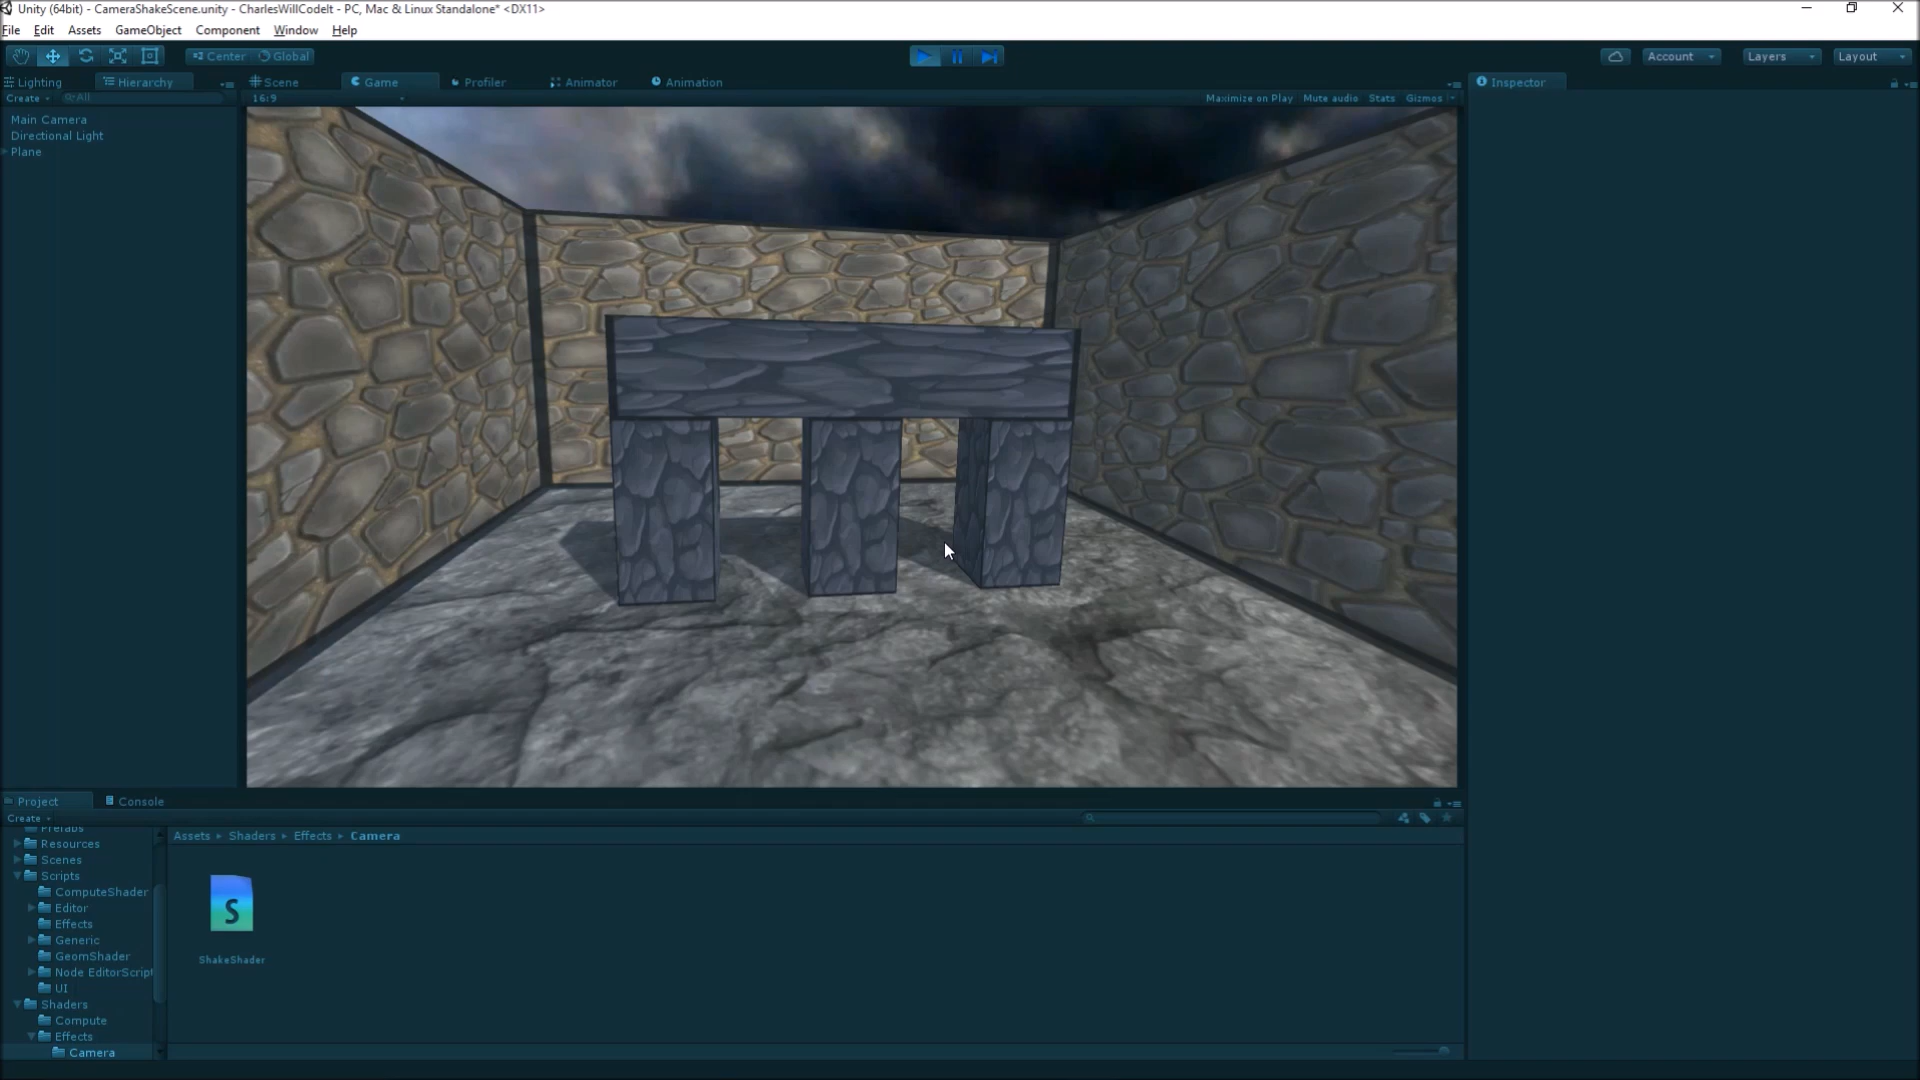 Unity (64bit) - CameraShakeScene.unity - CharlesWillCodeIt - PC, Mac & Linux Standalone* <DX11>
File Edit Assets GameObject Component Window Help
Center Global Account Layers Layout
Lighting Hierarchy Scene Game Profiler Animator Animation Inspector
Create All 16:9 Maximize on Play Mute audio Stats Gizmos
Main Camera
Directional Light
Plane
Project Console
Create
Prefabs
Assets Shaders Effects Camera
Resources
Scenes
Scripts
ComputeShader
Editor
Effects
Generic
GeomShader
ShakeShader
Node EditorScript
UI
Shaders
Compute
Effects
Camera